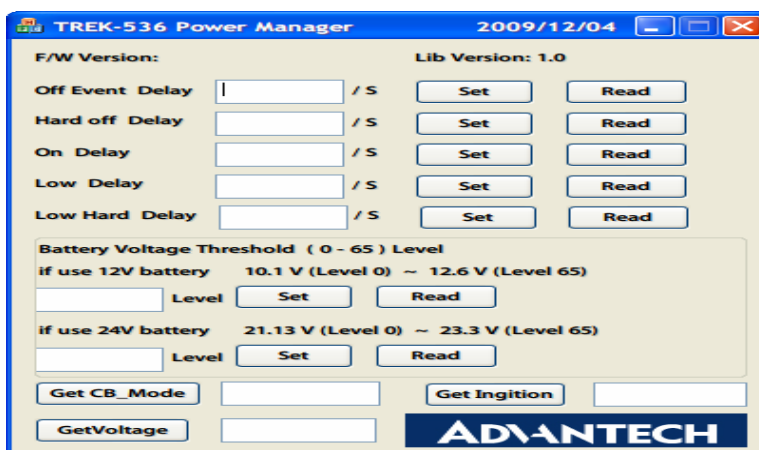 TREK-536 Power Manager 2009/12/04
F/W Version: Lib Version: 1.0
Off Event Delay / S Set Read
Hard off Delay / S Set Read
On Delay / S Set Read
Low Delay / S Set Read
Low Hard Delay / S Set Read
Battery Voltage Threshold ( 0 - 65 ) Level
if use 12V battery 10.1 V (Level 0) ~ 12.6 V (Level 65)
Level Set Read
if use 24V battery 21.13 V (Level 0) ~ 23.3 V (Level 65)
Level Set Read
Get CB_Mode Get Ingition
GetVoltage ADVANTECH